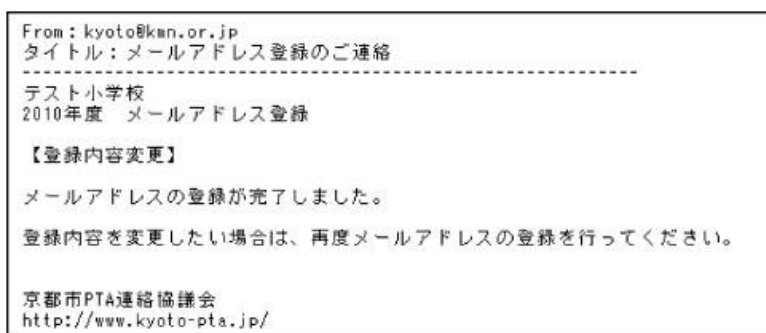 From：kyoto@kmn.or.jp
タイトル：メールアドレス登録のご連絡
------------------------------------------------------------
テスト小学校
2010年度　メールアドレス登録
【登録内容変更】
メールアドレスの登録が完了しました。
登録内容を変更したい場合は、再度メールアドレスの登録を行ってください。
京都市PTA連絡協議会
http://www.kyoto-pta.jp/